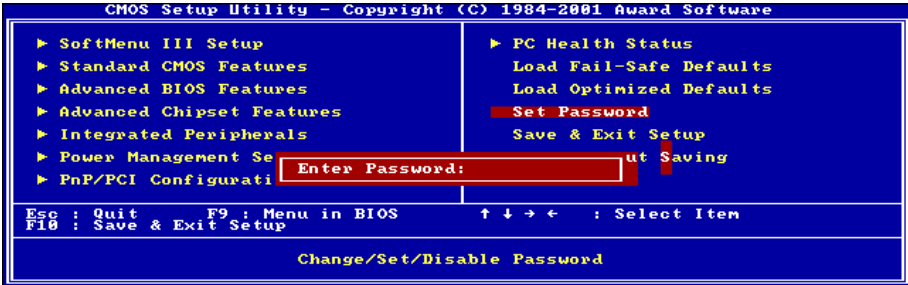 CMOS Setup Utility - Copyright (C) 1984-2001 Award Software
► SoftMenu III Setup
► Standard CMOS Features
► Advanced BIOS Features
► Advanced Chipset Features
► Integrated Peripherals
► Power Management Se
► PnP/PCI Configurati
► PC Health Status
Load Fail-Safe Defaults
Load Optimized Defaults
Set Password
Save & Exit Setup
ut Saving
Enter Password:
Esc : Quit F9 : Menu in BIOS ↑ ↓ → ← : Select Item
F10 : Save & Exit Setup
Change/Set/Disable Password